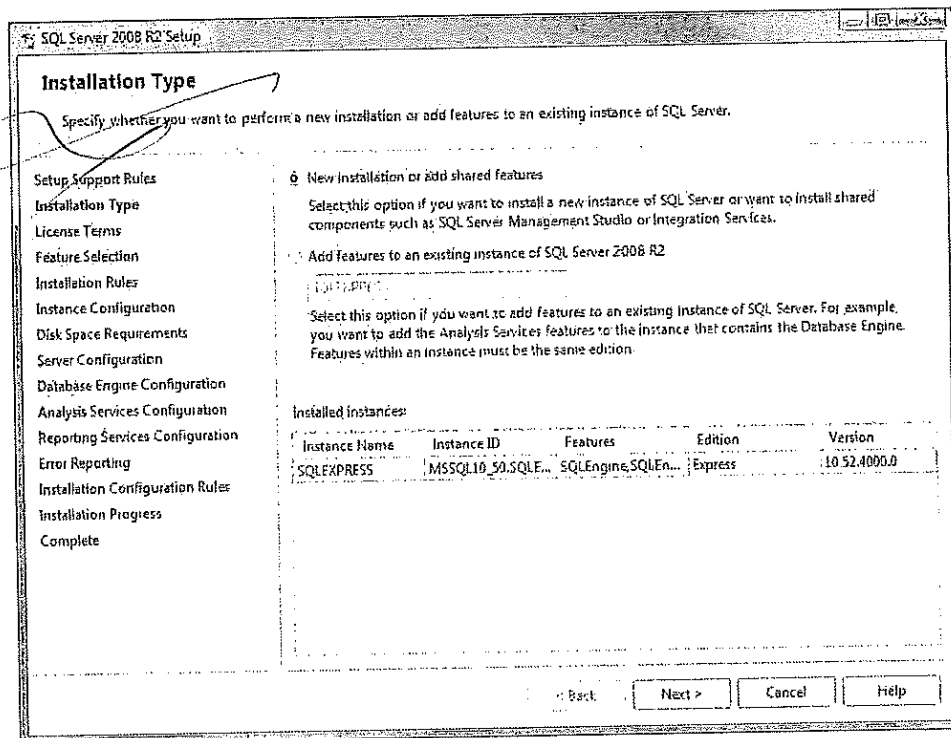 SQL Server 2008 R2 Setup
Installation Type
Specify whether you want to perform a new installation or add features to an existing instance of SQL Server.
Setup Support Rules
Installation Type
License Terms
Feature Selection
Installation Rules
Instance Configuration
Disk Space Requirements
Server Configuration
Database Engine Configuration
Analysis Services Configuration
Reporting Services Configuration
Error Reporting
Installation Configuration Rules
Installation Progress
Complete
New installation or add shared features
Select this option if you want to install a new instance of SQL Server or want to install shared
components such as SQL Server Management Studio or Integration Services.
Add features to an existing instance of SQL Server 2008 R2
Select this option if you want to add features to an existing instance of SQL Server. For example,
you want to add the Analysis Services features to the instance that contains the Database Engine.
Features within an instance must be the same edition.
Installed instances:
Instance Name Instance ID Features Edition Version
SQLEXPRESS MSSQL10_50.SQLE... SQLEngine,SQLEn... Express 10.52.4000.0
< Back Next > Cancel Help